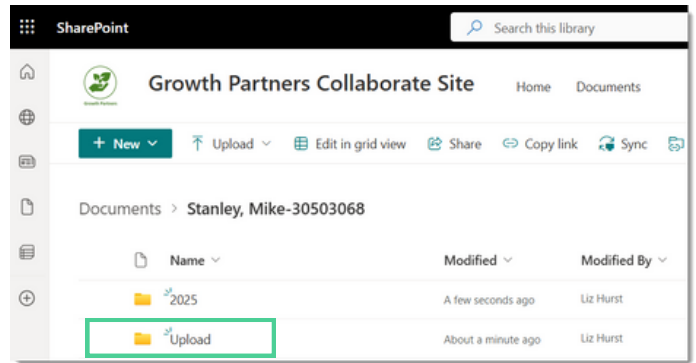 SharePoint
Search this library
Growth Partners Collaborate Site
Home
Documents
Growth Partners
+ New
Upload
Edit in grid view
Share
Copy link
Sync
Documents > Stanley, Mike-30503068
Name
Modified
Modified By
2025
A few seconds ago
Liz Hurst
Upload
About a minute ago
Liz Hurst